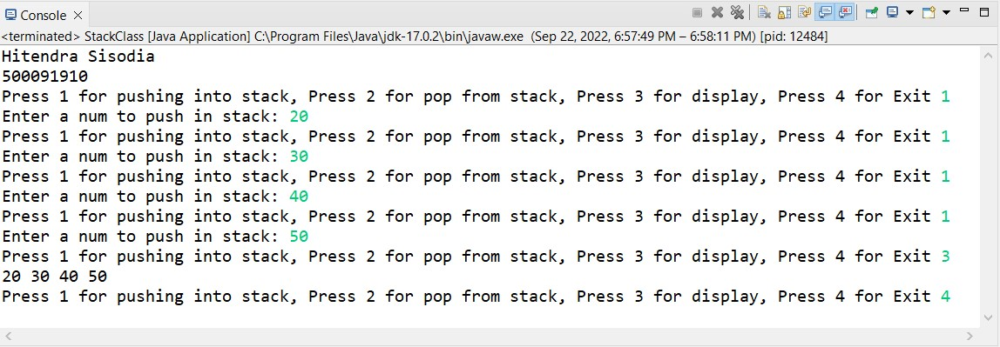 Console
<terminated> StackClass [Java Application] C:\Program Files\Java\jdk-17.0.2\bin\javaw.exe (Sep 22, 2022, 6:57:49 PM – 6:58:11 PM) [pid: 12484]
Hitendra Sisodia
500091910
Press 1 for pushing into stack, Press 2 for pop from stack, Press 3 for display, Press 4 for Exit 1
Enter a num to push in stack: 20
Press 1 for pushing into stack, Press 2 for pop from stack, Press 3 for display, Press 4 for Exit 1
Enter a num to push in stack: 30
Press 1 for pushing into stack, Press 2 for pop from stack, Press 3 for display, Press 4 for Exit 1
Enter a num to push in stack: 40
Press 1 for pushing into stack, Press 2 for pop from stack, Press 3 for display, Press 4 for Exit 1
Enter a num to push in stack: 50
Press 1 for pushing into stack, Press 2 for pop from stack, Press 3 for display, Press 4 for Exit 3
20 30 40 50
Press 1 for pushing into stack, Press 2 for pop from stack, Press 3 for display, Press 4 for Exit 4